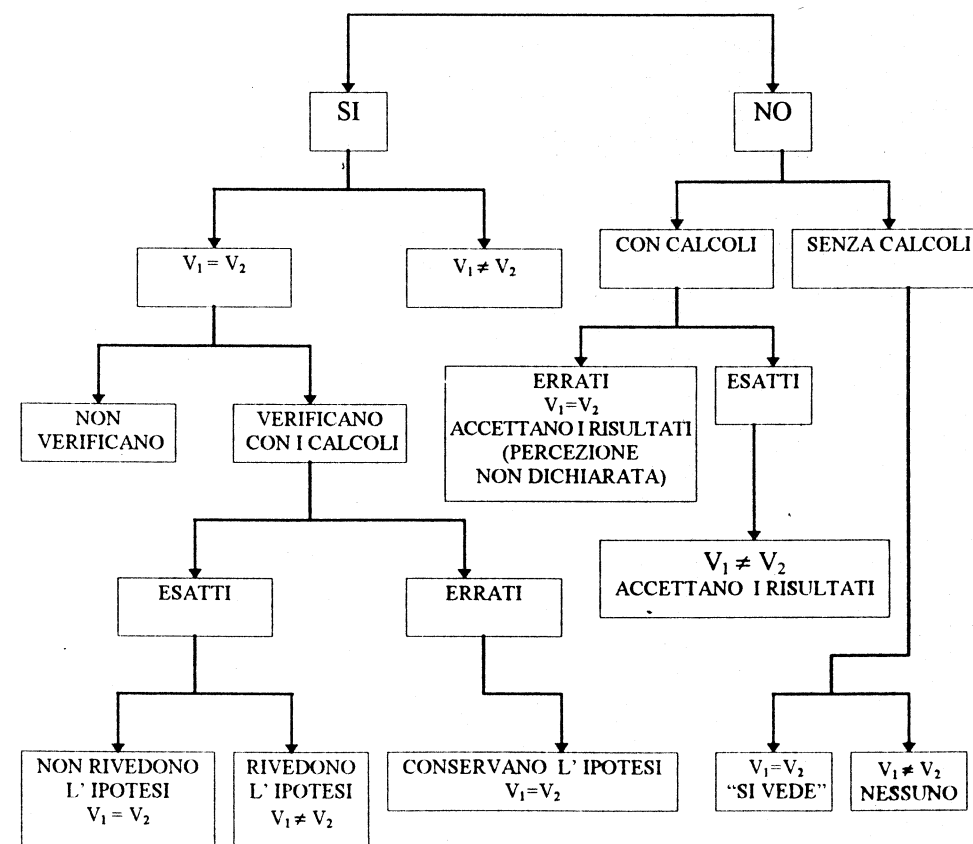 SI
NO
V₁ = V₂
V₁ ≠ V₂
CON CALCOLI
SENZA CALCOLI
NON
VERIFICANO
VERIFICANO
CON I CALCOLI
ERRATI
V₁=V₂
ACCETTANO I RISULTATI
(PERCEZIONE
NON DICHIARATA)
ESATTI
V₁ ≠ V₂
ACCETTANO I RISULTATI
ESATTI
ERRATI
NON RIVEDONO
L' IPOTESI
V₁ = V₂
RIVEDONO
L' IPOTESI
V₁ ≠ V₂
CONSERVANO L' IPOTESI
V₁=V₂
V₁=V₂
“SI VEDE”
V₁ ≠ V₂
NESSUNO